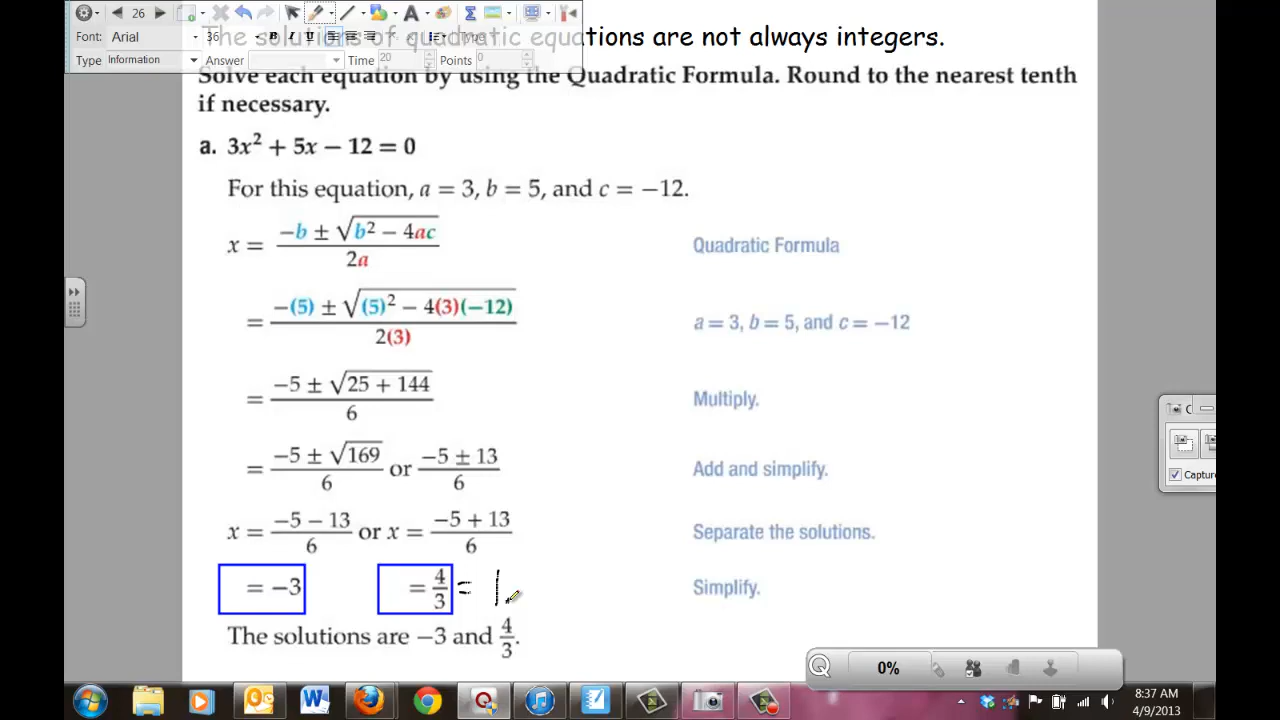 26
Font: Arial 36 B I U
Type Information Answer Time 20 Points 0
The solutions of quadratic equations are not always integers.
Solve each equation by using the Quadratic Formula. Round to the nearest tenth
if necessary.
a. 3x² + 5x − 12 = 0
For this equation, a = 3, b = 5, and c = −12.
x = (−b ± √(b² − 4ac)) / 2a Quadratic Formula
= (−(5) ± √((5)² − 4(3)(−12))) / 2(3) a = 3, b = 5, and c = −12
= (−5 ± √(25 + 144)) / 6 Multiply.
= (−5 ± √169) / 6 or (−5 ± 13) / 6 Add and simplify.
x = (−5 − 13) / 6 or x = (−5 + 13) / 6 Separate the solutions.
= −3 = 4/3 = 1. Simplify.
The solutions are −3 and 4/3.
C
Capture
0%
8:37 AM
4/9/2013